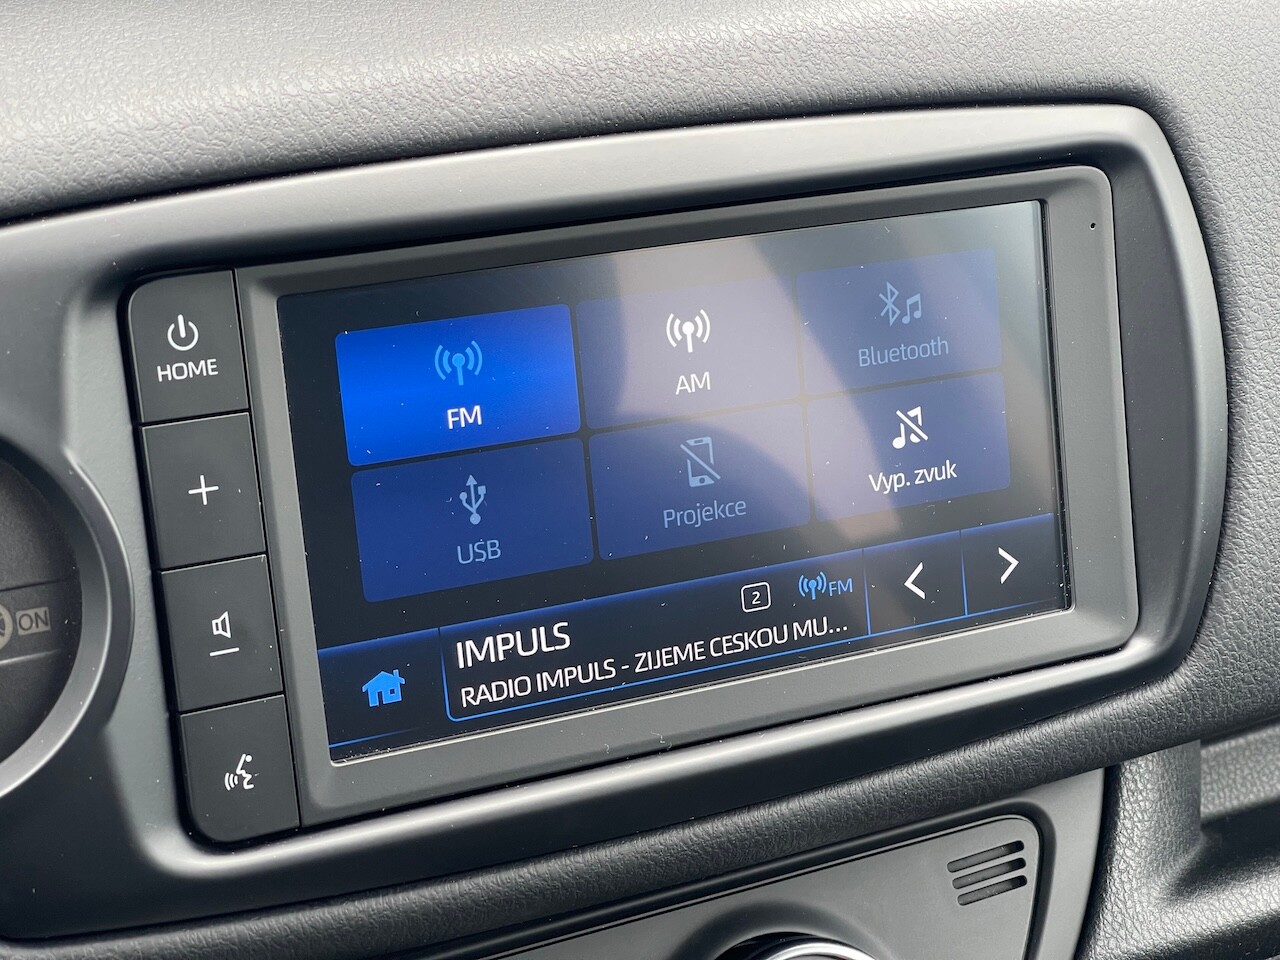 HOME
FM
AM
Bluetooth
USB
Projekce
Vyp. zvuk
2
FM
IMPULS
RADIO IMPULS - ZIJEME CESKOU MU...
ON